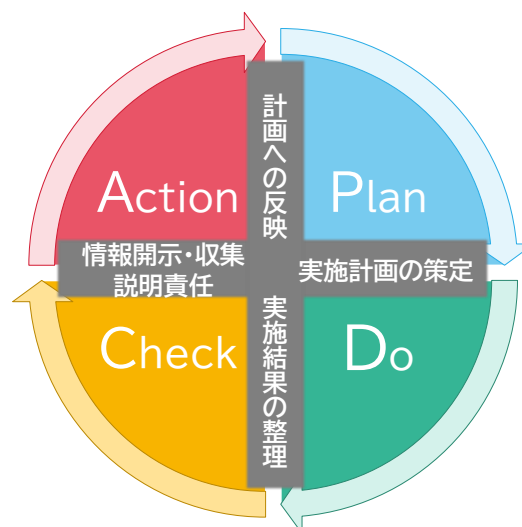 計画への反映
Action
Plan
情報開示・収集
説明責任
実施計画の策定
Check
Do
実施結果の整理